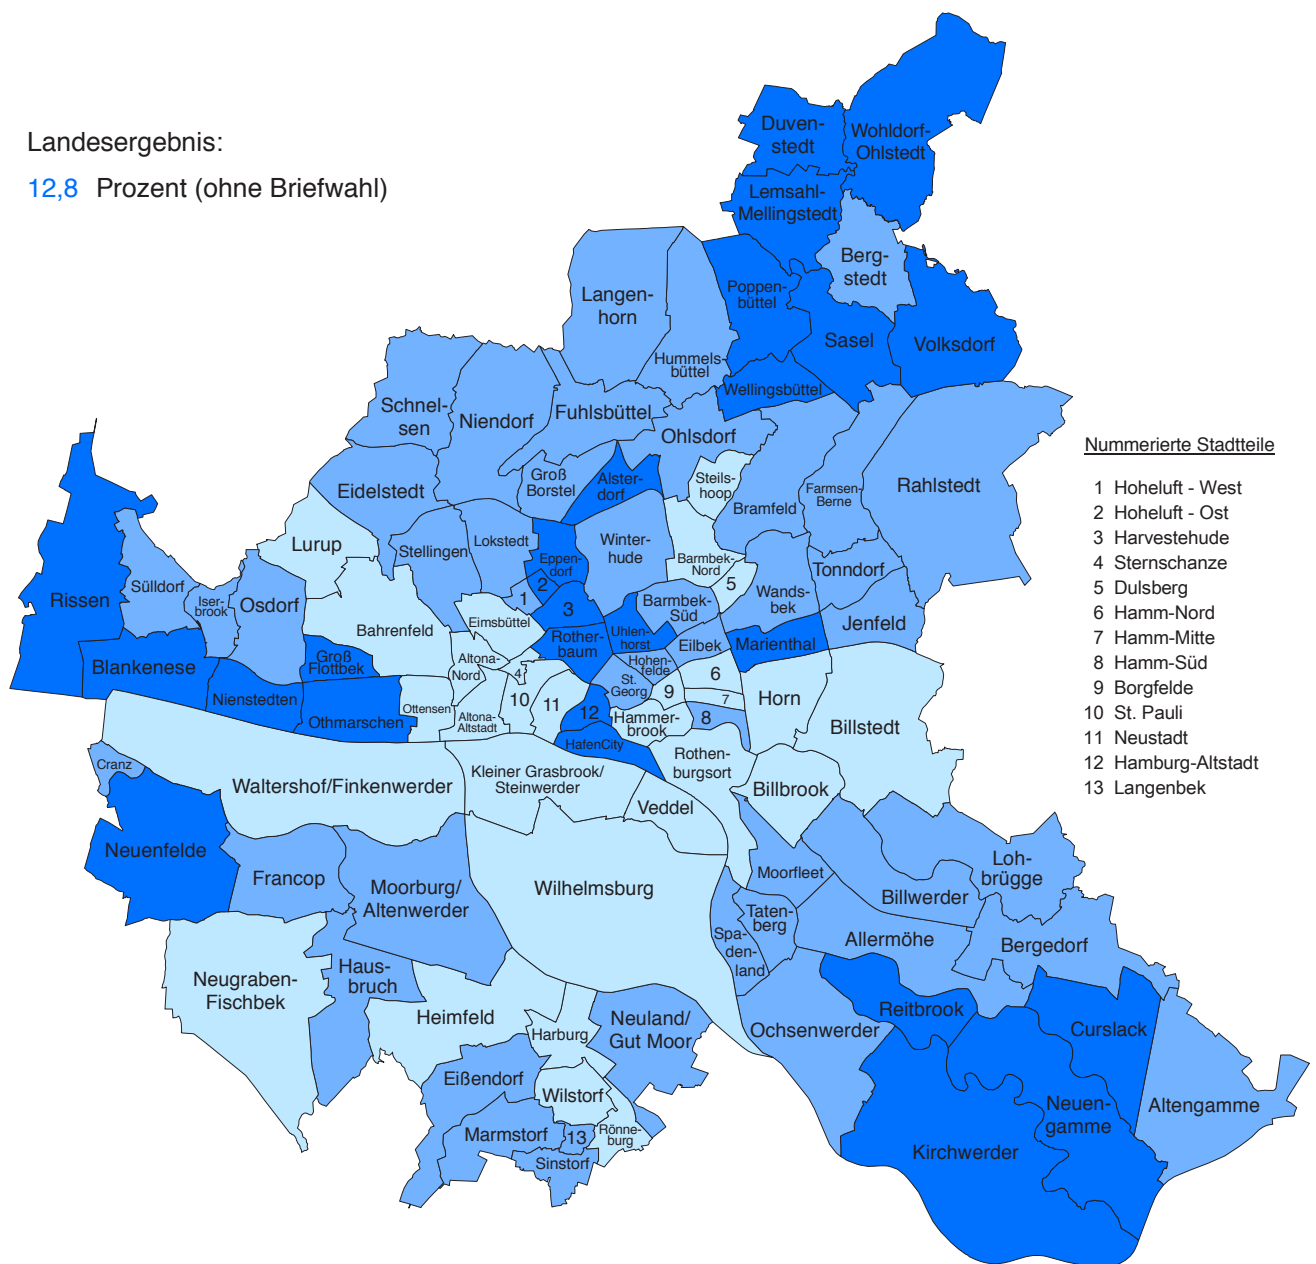 Landesergebnis:
12,8 Prozent (ohne Briefwahl)
Duven-
stedt
Wohldorf-
Ohlstedt
Lemsahl-
Mellingstedt
Berg-
stedt
Poppen-
büttel
Sasel
Volksdorf
Wellingsbüttel
Langen-
horn
Hummels-
büttel
Schnel-
sen
Niendorf
Fuhlsbüttel
Ohlsdorf
Groß
Borstel
Alster-
dorf
Steils-
hoop
Bramfeld
Farmsen-
Berne
Rahlstedt
Eidelstedt
Lurup
Stellingen
Lokstedt
Eppen-
dorf
Winter-
hude
Barmbek-
Nord
5
Wands-
bek
Tonndorf
Jenfeld
Rissen
Sülldorf
Iser-
brook
Osdorf
Bahrenfeld
Eimsbüttel
1
2
3
Rother-
baum
Uhlen-
horst
Barmbek-
Süd
Eilbek
Marienthal
Blankenese
Nienstedten
Groß
Flottbek
Othmarschen
Ottensen
Altona-
Nord
Altona-
Altstadt
4
10
11
12
HafenCity
St.
Georg
Hohen-
felde
9
6
7
8
Hammer-
brook
Horn
Billstedt
Rothen-
burgsort
Billbrook
Cranz
Neuenfelde
Waltershof/Finkenwerder
Kleiner Grasbrook/
Steinwerder
Veddel
Francop
Moorburg/
Altenwerder
Wilhelmsburg
Moorfleet
Billwerder
Loh-
brügge
Taten-
berg
Spa-
den-
land
Allermöhe
Bergedorf
Neugraben-
Fischbek
Haus-
bruch
Heimfeld
Harburg
Neuland/
Gut Moor
Ochsenwerder
Reitbrook
Curslack
Eißendorf
Wilstorf
Marmstorf
13
Rönne-
burg
Sinstorf
Kirchwerder
Neuen-
gamme
Altengamme
Nummerierte Stadtteile
1 Hoheluft - West
2 Hoheluft - Ost
3 Harvestehude
4 Sternschanze
5 Dulsberg
6 Hamm-Nord
7 Hamm-Mitte
8 Hamm-Süd
9 Borgfelde
10 St. Pauli
11 Neustadt
12 Hamburg-Altstadt
13 Langenbek